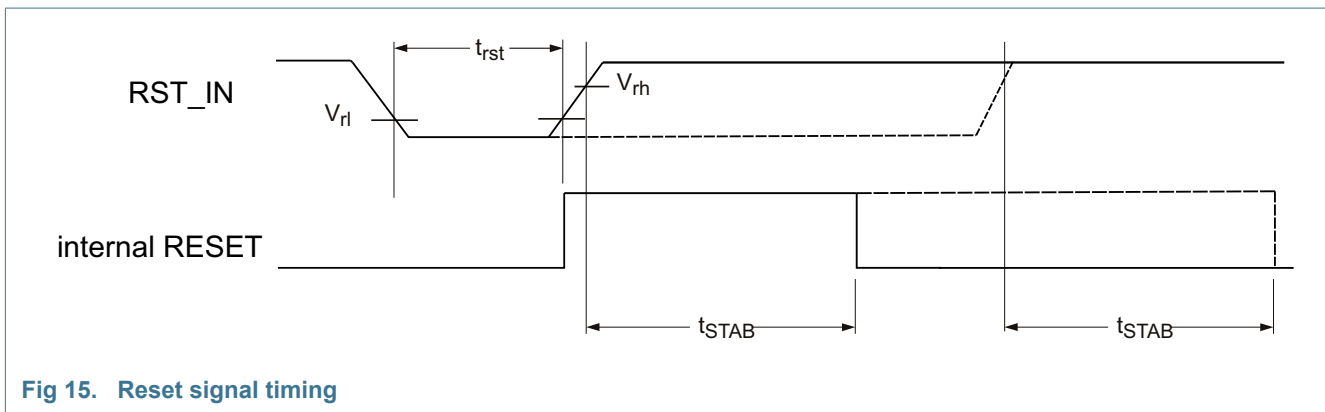 t_rst
RST_IN
V_rl
V_rh
internal RESET
t_STAB
t_STAB
Fig 15. Reset signal timing